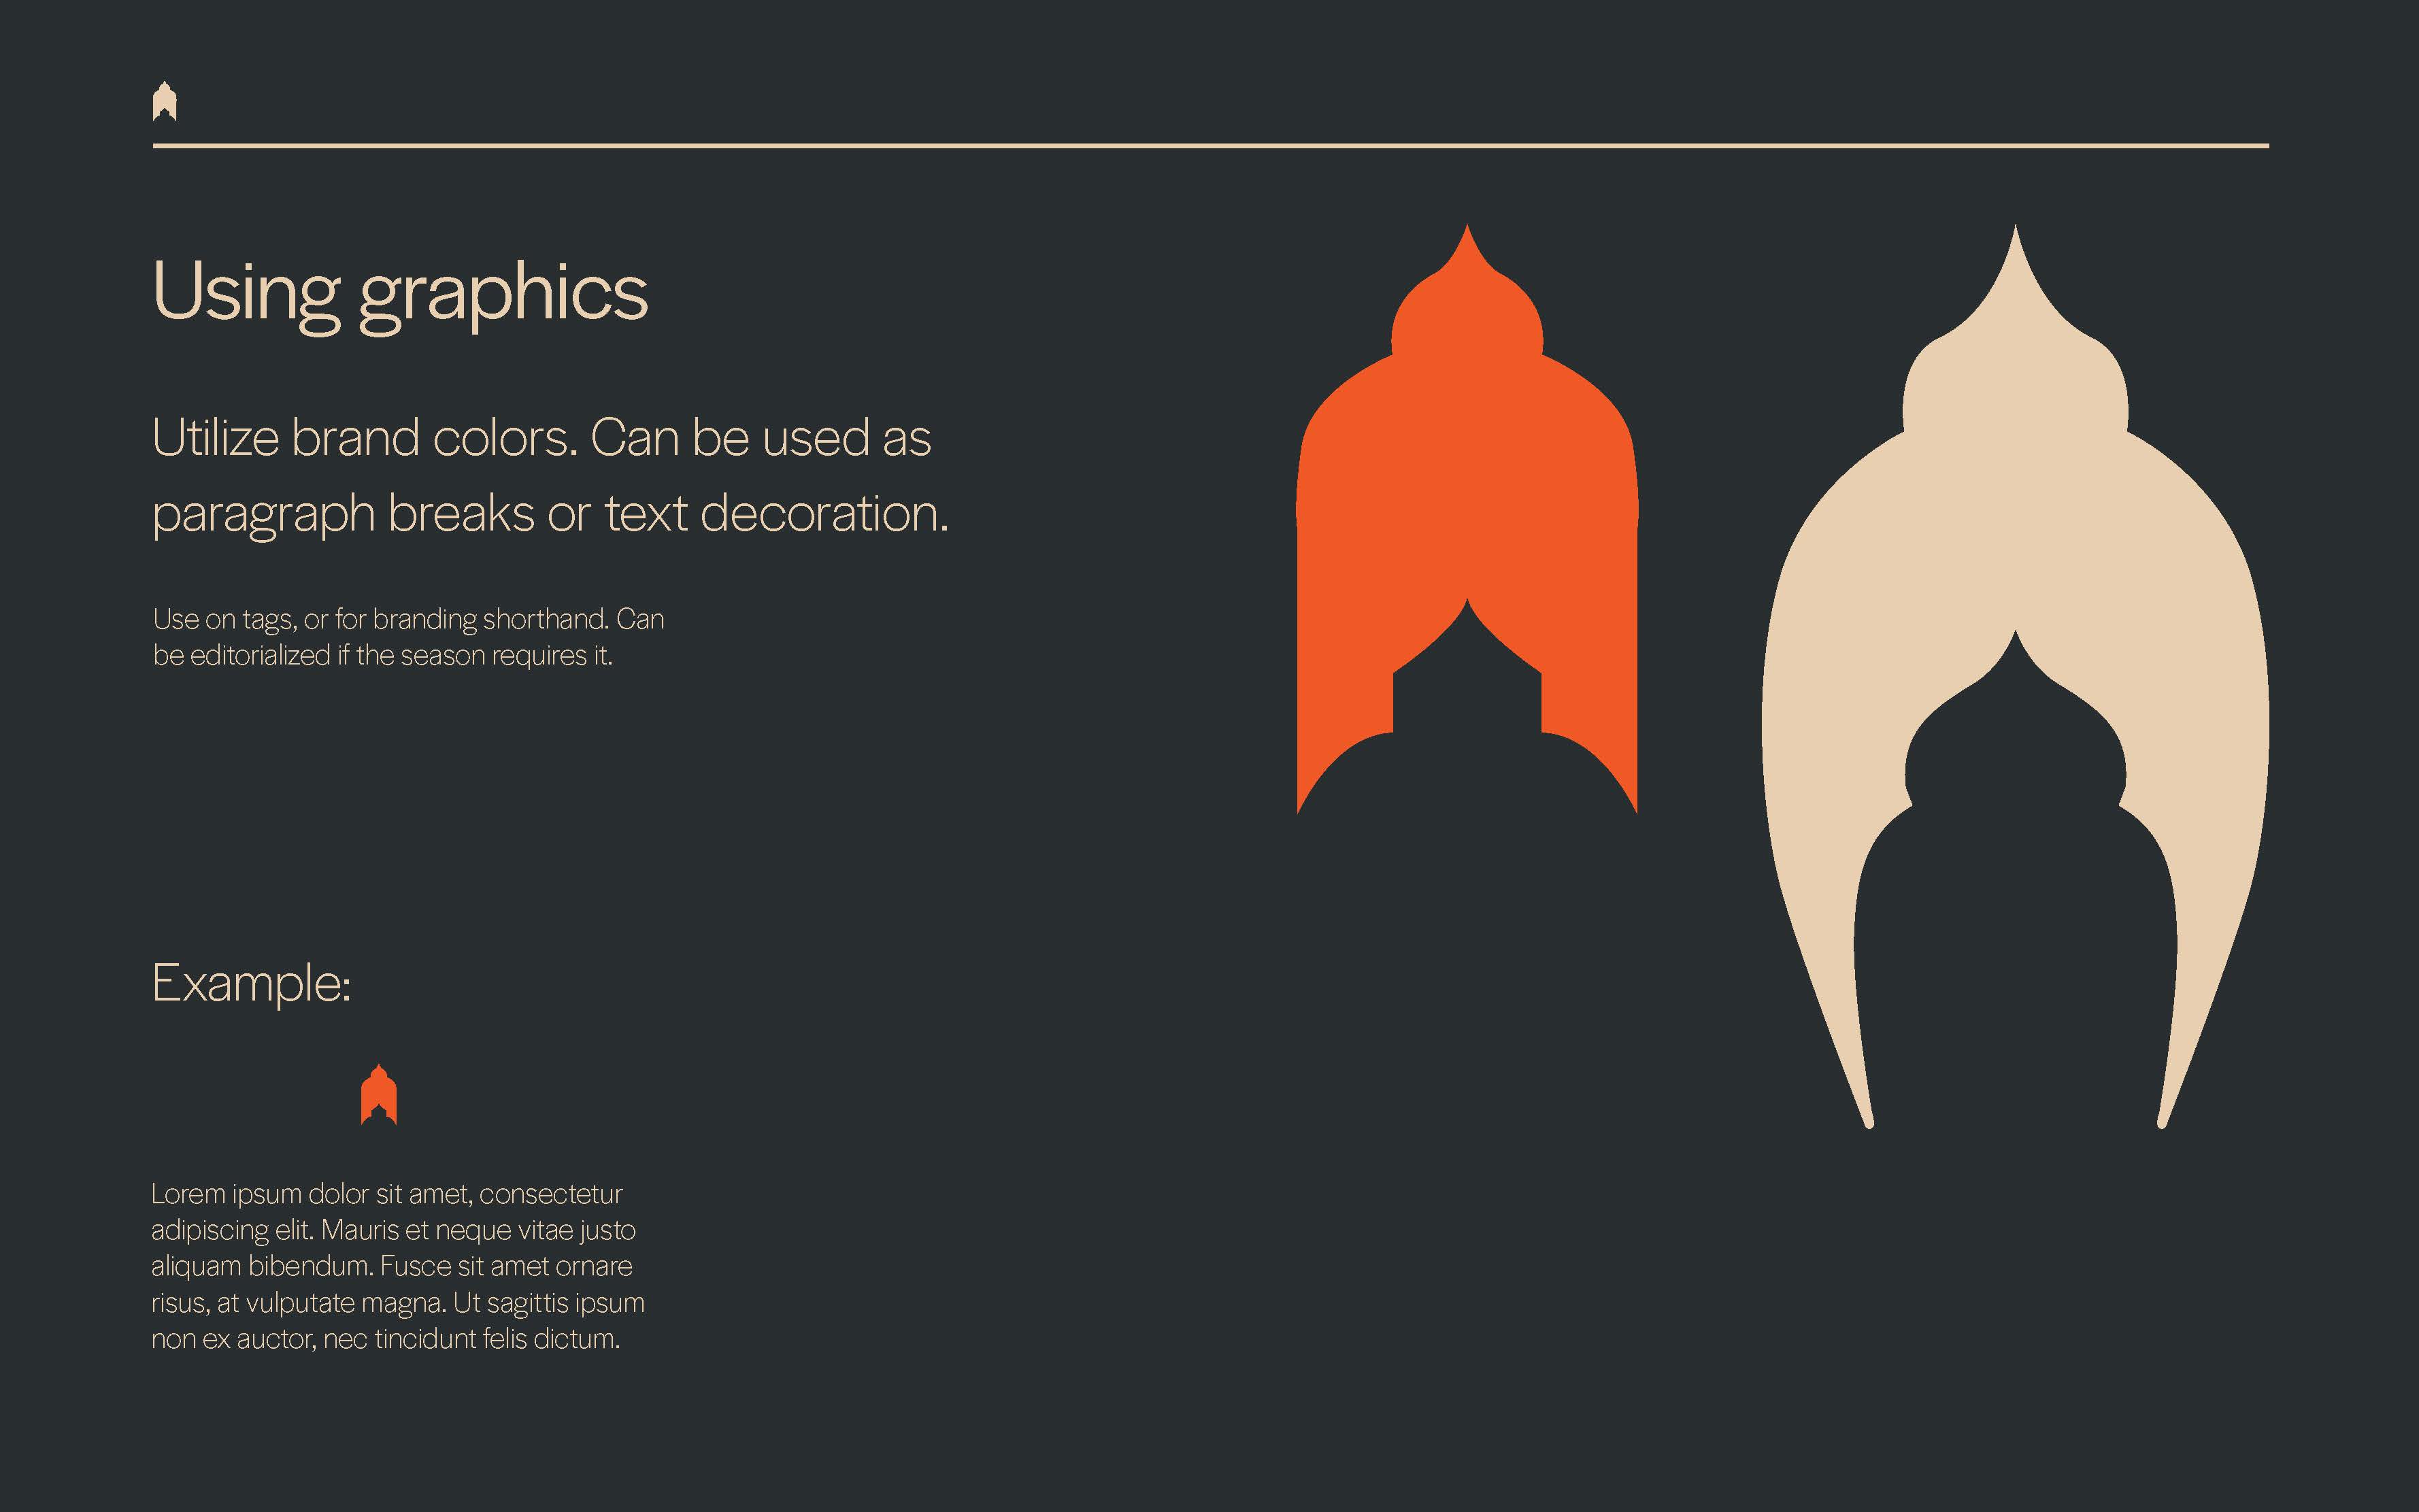 Using graphics
Utilize brand colors. Can be used as
paragraph breaks or text decoration.
Use on tags, or for branding shorthand. Can
be editorialized if the season requires it.
Example:
Lorem ipsum dolor sit amet, consectetur
adipiscing elit. Mauris et neque vitae justo
aliquam bibendum. Fusce sit amet ornare
risus, at vulputate magna. Ut sagittis ipsum
non ex auctor, nec tincidunt felis dictum.